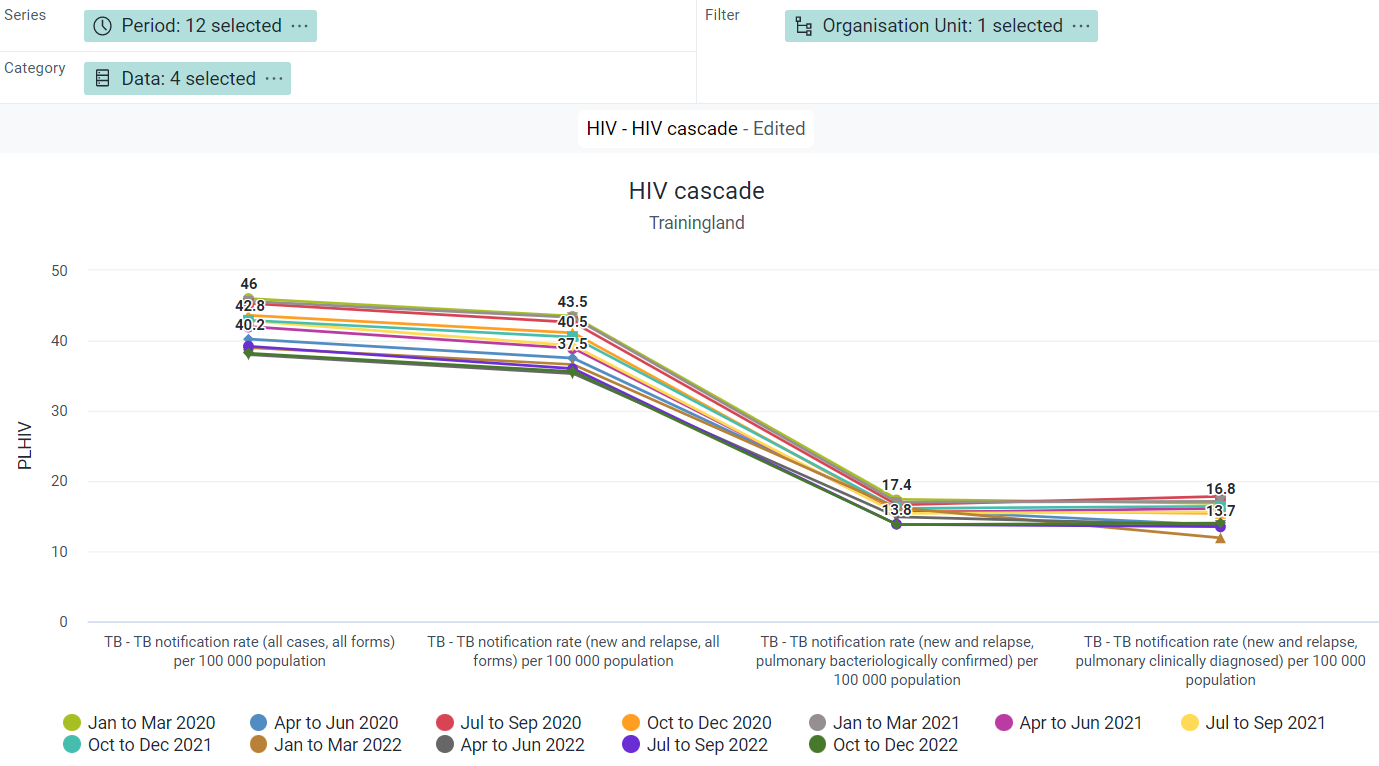 Series
Period: 12 selected ···
Filter
Organisation Unit: 1 selected ···
Category
Data: 4 selected ···
HIV - HIV cascade - Edited
HIV cascade
Trainingland
PLHIV
50
40
30
20
10
0
46
42.8
40.2
43.5
40.5
37.5
17.4
13.8
16.8
13.7
TB - TB notification rate (all cases, all forms)
per 100 000 population
TB - TB notification rate (new and relapse, all
forms) per 100 000 population
TB - TB notification rate (new and relapse,
pulmonary bacteriologically confirmed) per
100 000 population
TB - TB notification rate (new and relapse,
pulmonary clinically diagnosed) per 100 000
population
Jan to Mar 2020
Apr to Jun 2020
Jul to Sep 2020
Oct to Dec 2020
Jan to Mar 2021
Apr to Jun 2021
Jul to Sep 2021
Oct to Dec 2021
Jan to Mar 2022
Apr to Jun 2022
Jul to Sep 2022
Oct to Dec 2022